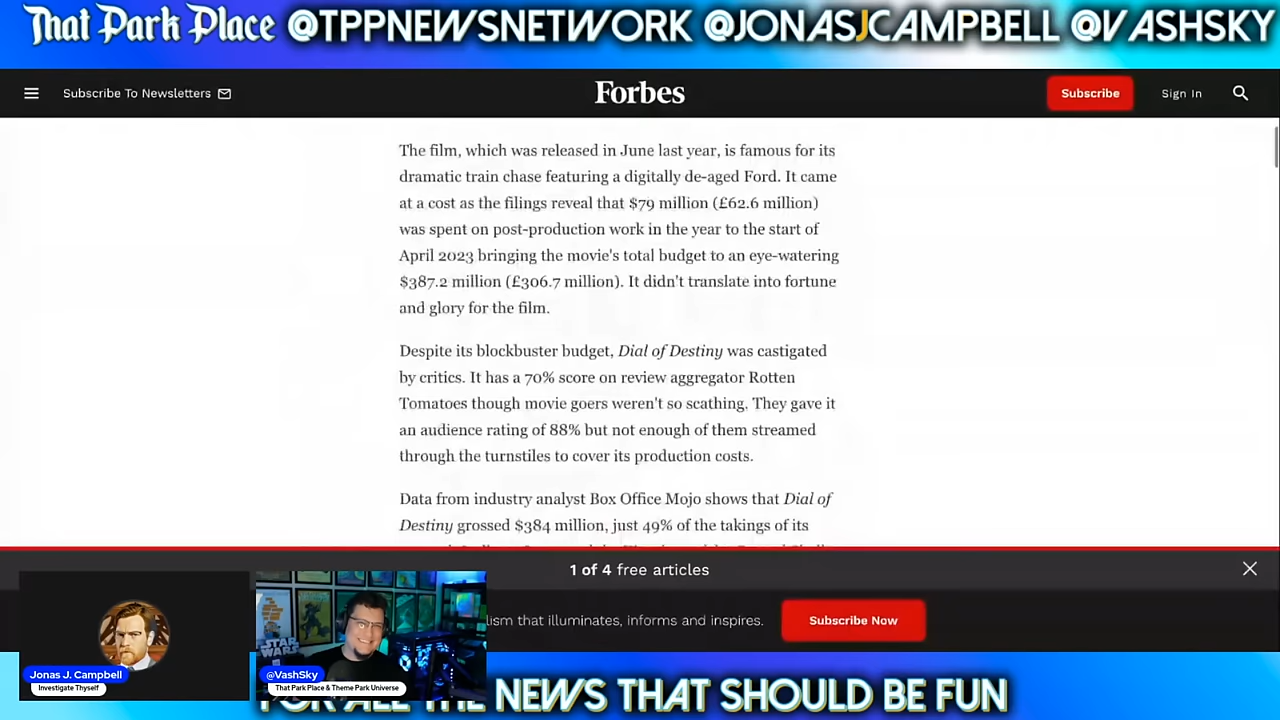 That Park Place @TPPNEWSNETWORK @JONASJCAMPBELL @VASHSKY
Subscribe To Newsletters
Forbes
Subscribe
Sign In
The film, which was released in June last year, is famous for its
dramatic train chase featuring a digitally de-aged Ford. It came
at a cost as the filings reveal that $79 million (£62.6 million)
was spent on post-production work in the year to the start of
April 2023 bringing the movie's total budget to an eye-watering
$387.2 million (£306.7 million). It didn't translate into fortune
and glory for the film.
Despite its blockbuster budget, Dial of Destiny was castigated
by critics. It has a 70% score on review aggregator Rotten
Tomatoes though movie goers weren't so scathing. They gave it
an audience rating of 88% but not enough of them streamed
through the turnstiles to cover its production costs.
Data from industry analyst Box Office Mojo shows that Dial of
Destiny grossed $384 million, just 49% of the takings of its
1 of 4 free articles
lism that illuminates, informs and inspires.
Subscribe Now
STAR
WARS
Jonas J. Campbell
Investigate Thyself
@VashSky
That Park Place & Theme Park Universe
FOR ALL THE NEWS THAT SHOULD BE FUN